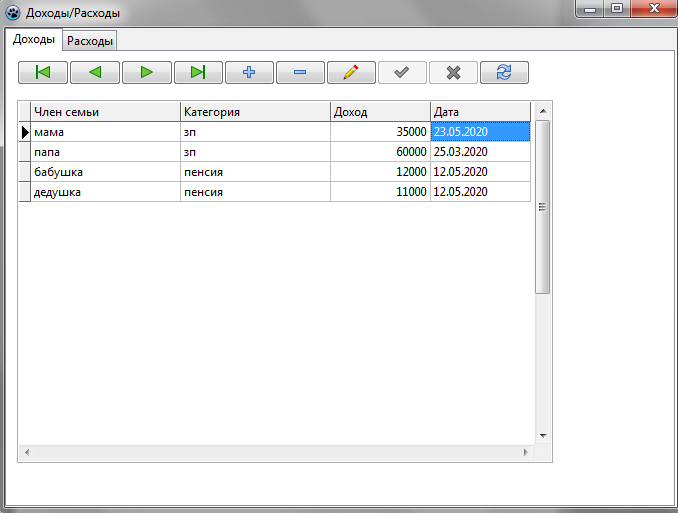 Доходы/Расходы
Доходы Расходы
Член семьи Категория Доход Дата
мама зп 35000 23.05.2020
папа зп 60000 25.03.2020
бабушка пенсия 12000 12.05.2020
дедушка пенсия 11000 12.05.2020